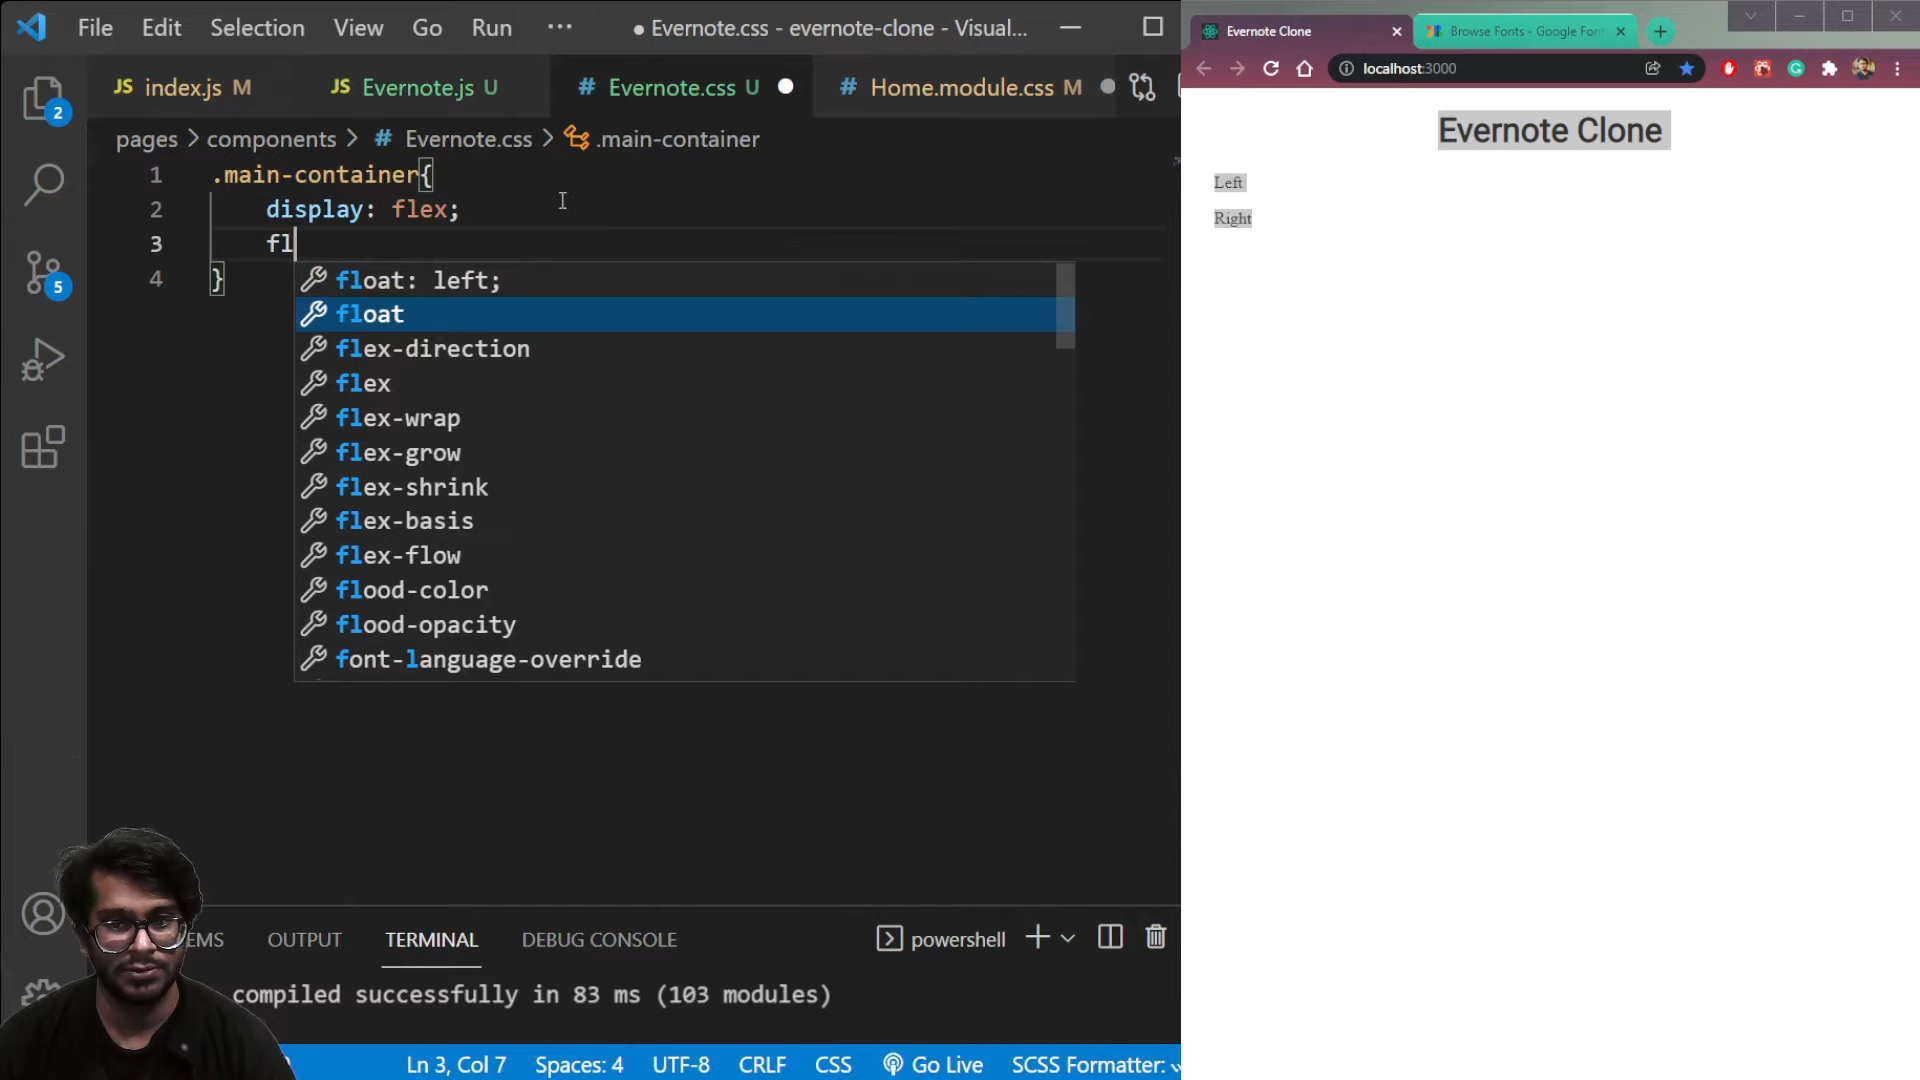 File Edit Selection View Go Run ··· ● Evernote.css - evernote-clone - Visual...
JS index.js M JS Evernote.js U # Evernote.css U # Home.module.css M
pages > components > # Evernote.css > .main-container
1 .main-container{
2 display: flex;
3 fl
4 }
float: left;
float
flex-direction
flex
flex-wrap
flex-grow
flex-shrink
flex-basis
flex-flow
flood-color
flood-opacity
font-language-override
2
5
EMS OUTPUT TERMINAL DEBUG CONSOLE powershell
compiled successfully in 83 ms (103 modules)
Ln 3, Col 7 Spaces: 4 UTF-8 CRLF CSS Go Live SCSS Formatter:
Evernote Clone Browse Fonts - Google Fon
localhost:3000
Evernote Clone
Left
Right